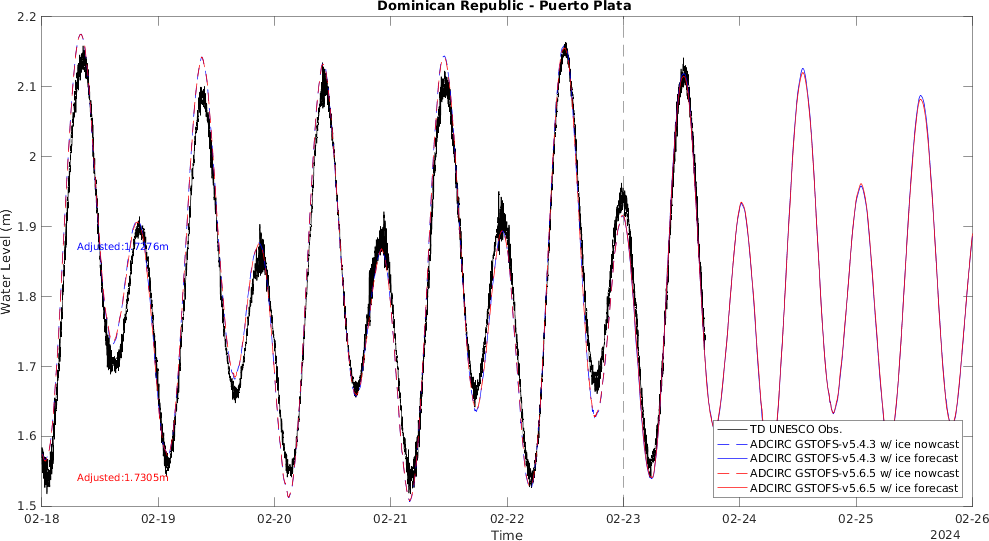 Dominican Republic - Puerto Plata
Water Level (m)
2.2
2.1
2
1.9
1.8
1.7
1.6
1.5
Adjusted:1.7276m
Adjusted:1.7305m
TD UNESCO Obs.
ADCIRC GSTOFS-v5.4.3 w/ ice nowcast
ADCIRC GSTOFS-v5.4.3 w/ ice forecast
ADCIRC GSTOFS-v5.6.5 w/ ice nowcast
ADCIRC GSTOFS-v5.6.5 w/ ice forecast
02-18 02-19 02-20 02-21 02-22 02-23 02-24 02-25 02-26
Time
2024